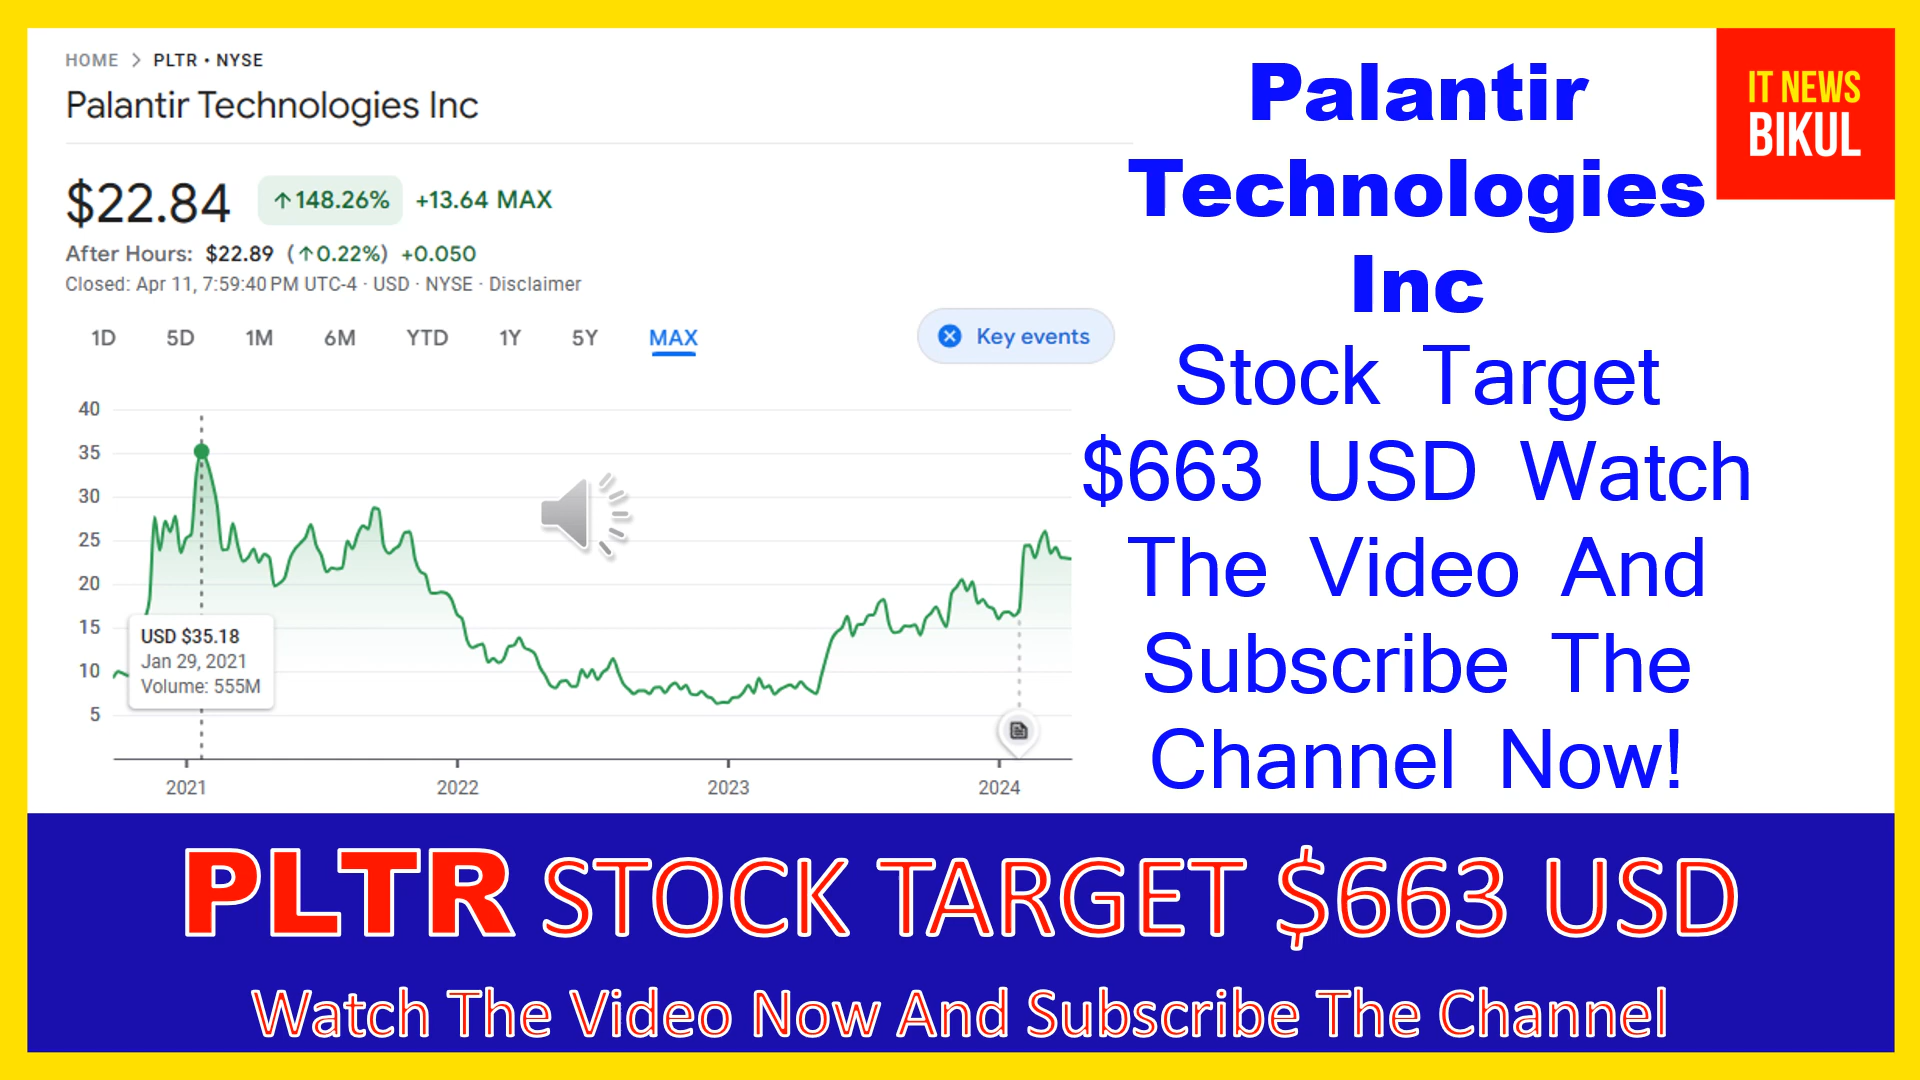 HOME > PLTR • NYSE
Palantir Technologies Inc
$22.84 ↑148.26% +13.64 MAX
After Hours: $22.89 (↑0.22%) +0.050
Closed: Apr 11, 7:59:40 PM UTC-4 · USD · NYSE · Disclaimer
1D 5D 1M 6M YTD 1Y 5Y MAX
Key events
40
35
30
25
20
15
10
5
USD $35.18
Jan 29, 2021
Volume: 555M
2021 2022 2023 2024
Palantir
Technologies
Inc
Stock Target
$663 USD Watch
The Video And
Subscribe The
Channel Now!
IT NEWS
BIKUL
PLTR STOCK TARGET $663 USD
Watch The Video Now And Subscribe The Channel